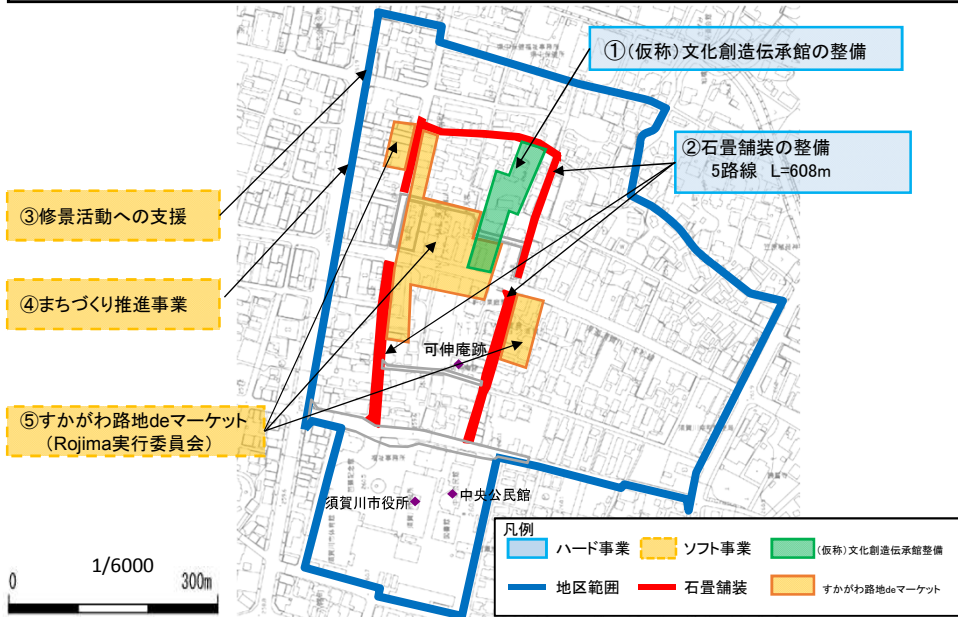 ①(仮称)文化創造伝承館の整備
②石畳舗装の整備
5路線 L=608m
③修景活動への支援
④まちづくり推進事業
可伸庵跡
⑤すかがわ路地deマーケット
(Rojima実行委員会)
須賀川市役所
中央公民館
凡例
ハード事業
ソフト事業
(仮称)文化創造伝承館整備
地区範囲
石畳舗装
すかがわ路地deマーケット
1/6000
0
300m